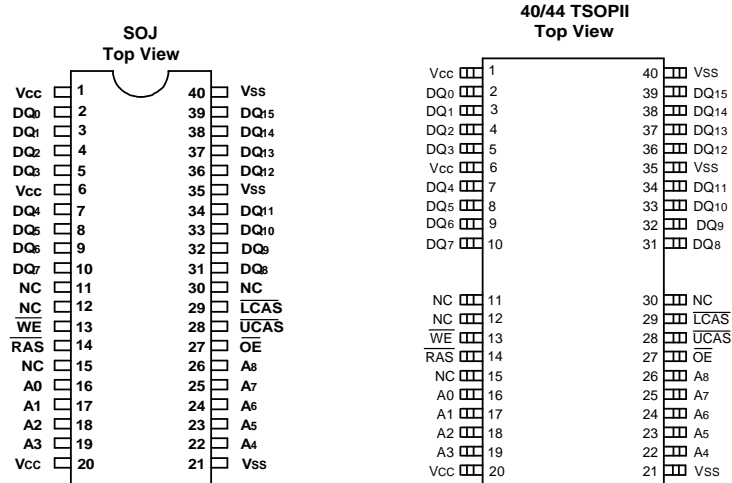 SOJ
Top View
Vcc 1 40 Vss
DQ0 2 39 DQ15
DQ1 3 38 DQ14
DQ2 4 37 DQ13
DQ3 5 36 DQ12
Vcc 6 35 Vss
DQ4 7 34 DQ11
DQ5 8 33 DQ10
DQ6 9 32 DQ9
DQ7 10 31 DQ8
NC 11 30 NC
NC 12 29 LCAS
WE 13 28 UCAS
RAS 14 27 OE
NC 15 26 A8
A0 16 25 A7
A1 17 24 A6
A2 18 23 A5
A3 19 22 A4
Vcc 20 21 Vss
40/44 TSOPII
Top View
Vcc 1 40 Vss
DQ0 2 39 DQ15
DQ1 3 38 DQ14
DQ2 4 37 DQ13
DQ3 5 36 DQ12
Vcc 6 35 Vss
DQ4 7 34 DQ11
DQ5 8 33 DQ10
DQ6 9 32 DQ9
DQ7 10 31 DQ8
NC 11 30 NC
NC 12 29 LCAS
WE 13 28 UCAS
RAS 14 27 OE
NC 15 26 A8
A0 16 25 A7
A1 17 24 A6
A2 18 23 A5
A3 19 22 A4
Vcc 20 21 Vss